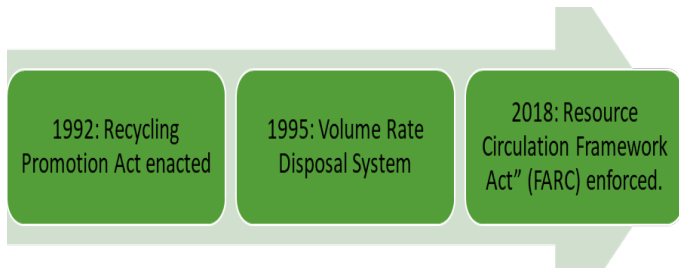 1992: Recycling
Promotion Act enacted
1995: Volume Rate
Disposal System
2018: Resource
Circulation Framework
Act” (FARC) enforced.